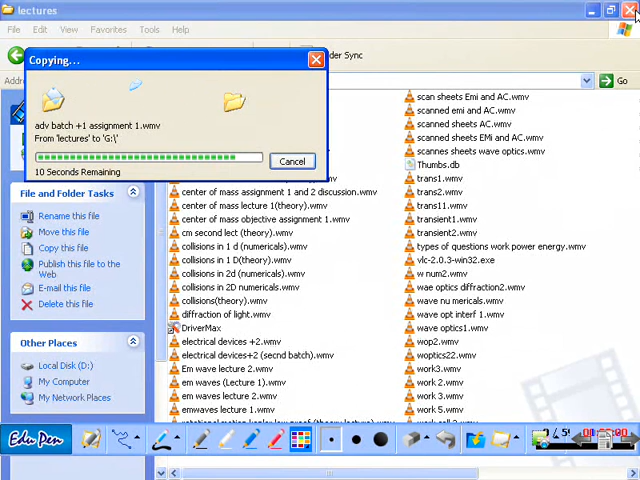 lectures
File Edit View Favorites Tools Help
Copying...
der Sync
Addre
Go
adv batch +1 assignment 1.wmv
From 'lectures' to 'G:\'
10 Seconds Remaining
Cancel
File and Folder Tasks
Rename this file
Move this file
Copy this file
Publish this file to the
Web
E-mail this file
Delete this file
Other Places
Local Disk (D:)
My Computer
My Network Places
center of mass assignment 1 and 2 discussion.wmv
center of mass lecture 1(theory).wmv
center of mass objective assignment 1.wmv
cm second lect (theory).wmv
collisions in 1 d (numericals).wmv
collisions in 1 D(theory).wmv
collisions in 2d (numericals).wmv
collisions in 2D numericals).wmv
collisions(theory).wmv
diffraction of light.wmv
DriverMax
electrical devices +2.wmv
electrical devices+2 (secnd batch).wmv
Em wave lecture 2.wmv
em waves (Lecture 1).wmv
em waves lecture 2.wmv
emwaves lecture 1.wmv
scan sheets Emi and AC.wmv
scanned emi and AC.wmv
scanned sheets EMi and AC.wmv
scannes sheets wave optics.wmv
Thumbs.db
trans1.wmv
trans2.wmv
trans11.wmv
transient1.wmv
transient2.wmv
types of questions work power energy.wmv
vlc-2.0.3-win32.exe
w num2.wmv
wae optics diffraction2.wmv
wave nu mericals.wmv
wave opt interf 1.wmv
wave optics1.wmv
wop2.wmv
woptics22.wmv
work3.wmv
work 2.wmv
work 4.wmv
work 5.wmv
Edu Pen